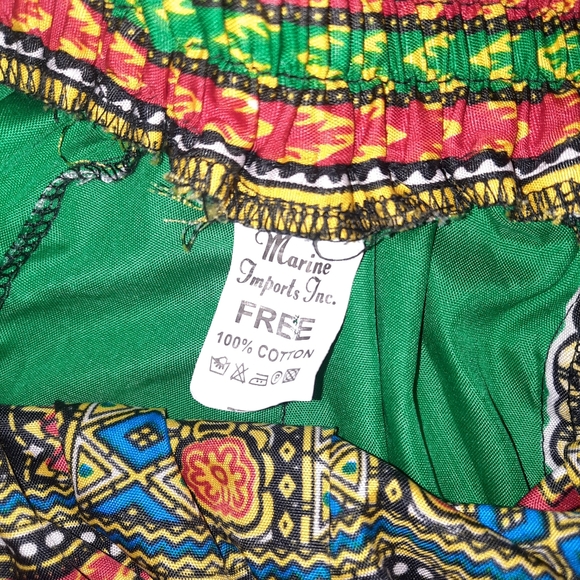 Marine
Imports Inc.
FREE
100% COTTON